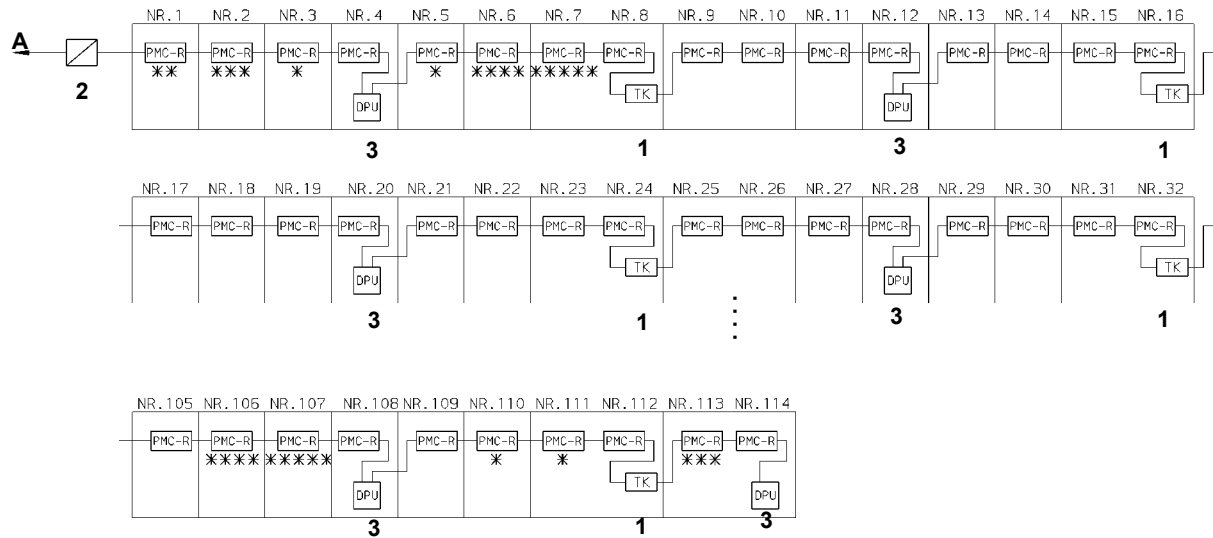 NR.1 NR.2 NR.3 NR.4 NR.5 NR.6 NR.7 NR.8 NR.9 NR.10 NR.11 NR.12 NR.13 NR.14 NR.15 NR.16
A PMC-R PMC-R PMC-R PMC-R PMC-R PMC-R PMC-R PMC-R PMC-R PMC-R PMC-R PMC-R PMC-R PMC-R PMC-R PMC-R
** *** * * **** *****
2 DPU TK DPU TK
3 1 3 1
NR.17 NR.18 NR.19 NR.20 NR.21 NR.22 NR.23 NR.24 NR.25 NR.26 NR.27 NR.28 NR.29 NR.30 NR.31 NR.32
PMC-R PMC-R PMC-R PMC-R PMC-R PMC-R PMC-R PMC-R PMC-R PMC-R PMC-R PMC-R PMC-R PMC-R PMC-R PMC-R
DPU TK DPU TK
3 1 3 1
NR.105 NR.106 NR.107 NR.108 NR.109 NR.110 NR.111 NR.112 NR.113 NR.114
PMC-R PMC-R PMC-R PMC-R PMC-R PMC-R PMC-R PMC-R PMC-R PMC-R
**** ***** * * ***
DPU TK DPU
3 1 3